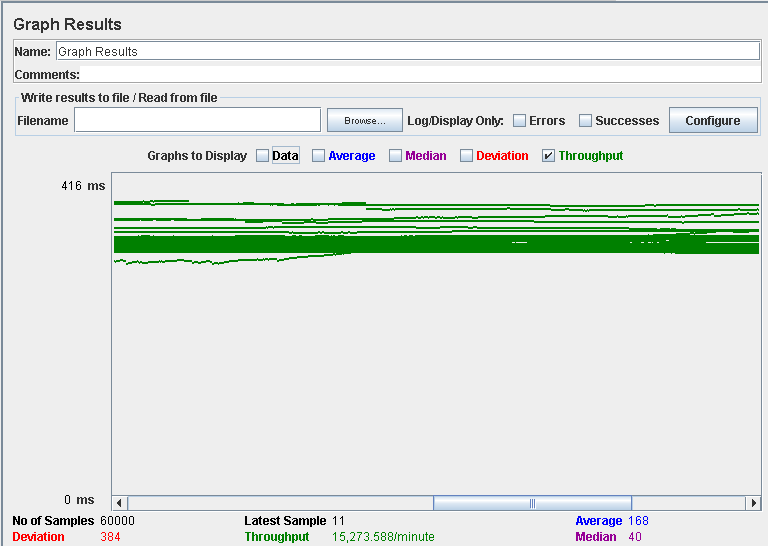 Graph Results
Name: Graph Results
Comments:
Write results to file / Read from file
Filename Browse... Log/Display Only: Errors Successes Configure
Graphs to Display Data Average Median Deviation Throughput
416 ms
0 ms
No of Samples 60000 Latest Sample 11 Average 168
Deviation 384 Throughput 15,273.588/minute Median 40